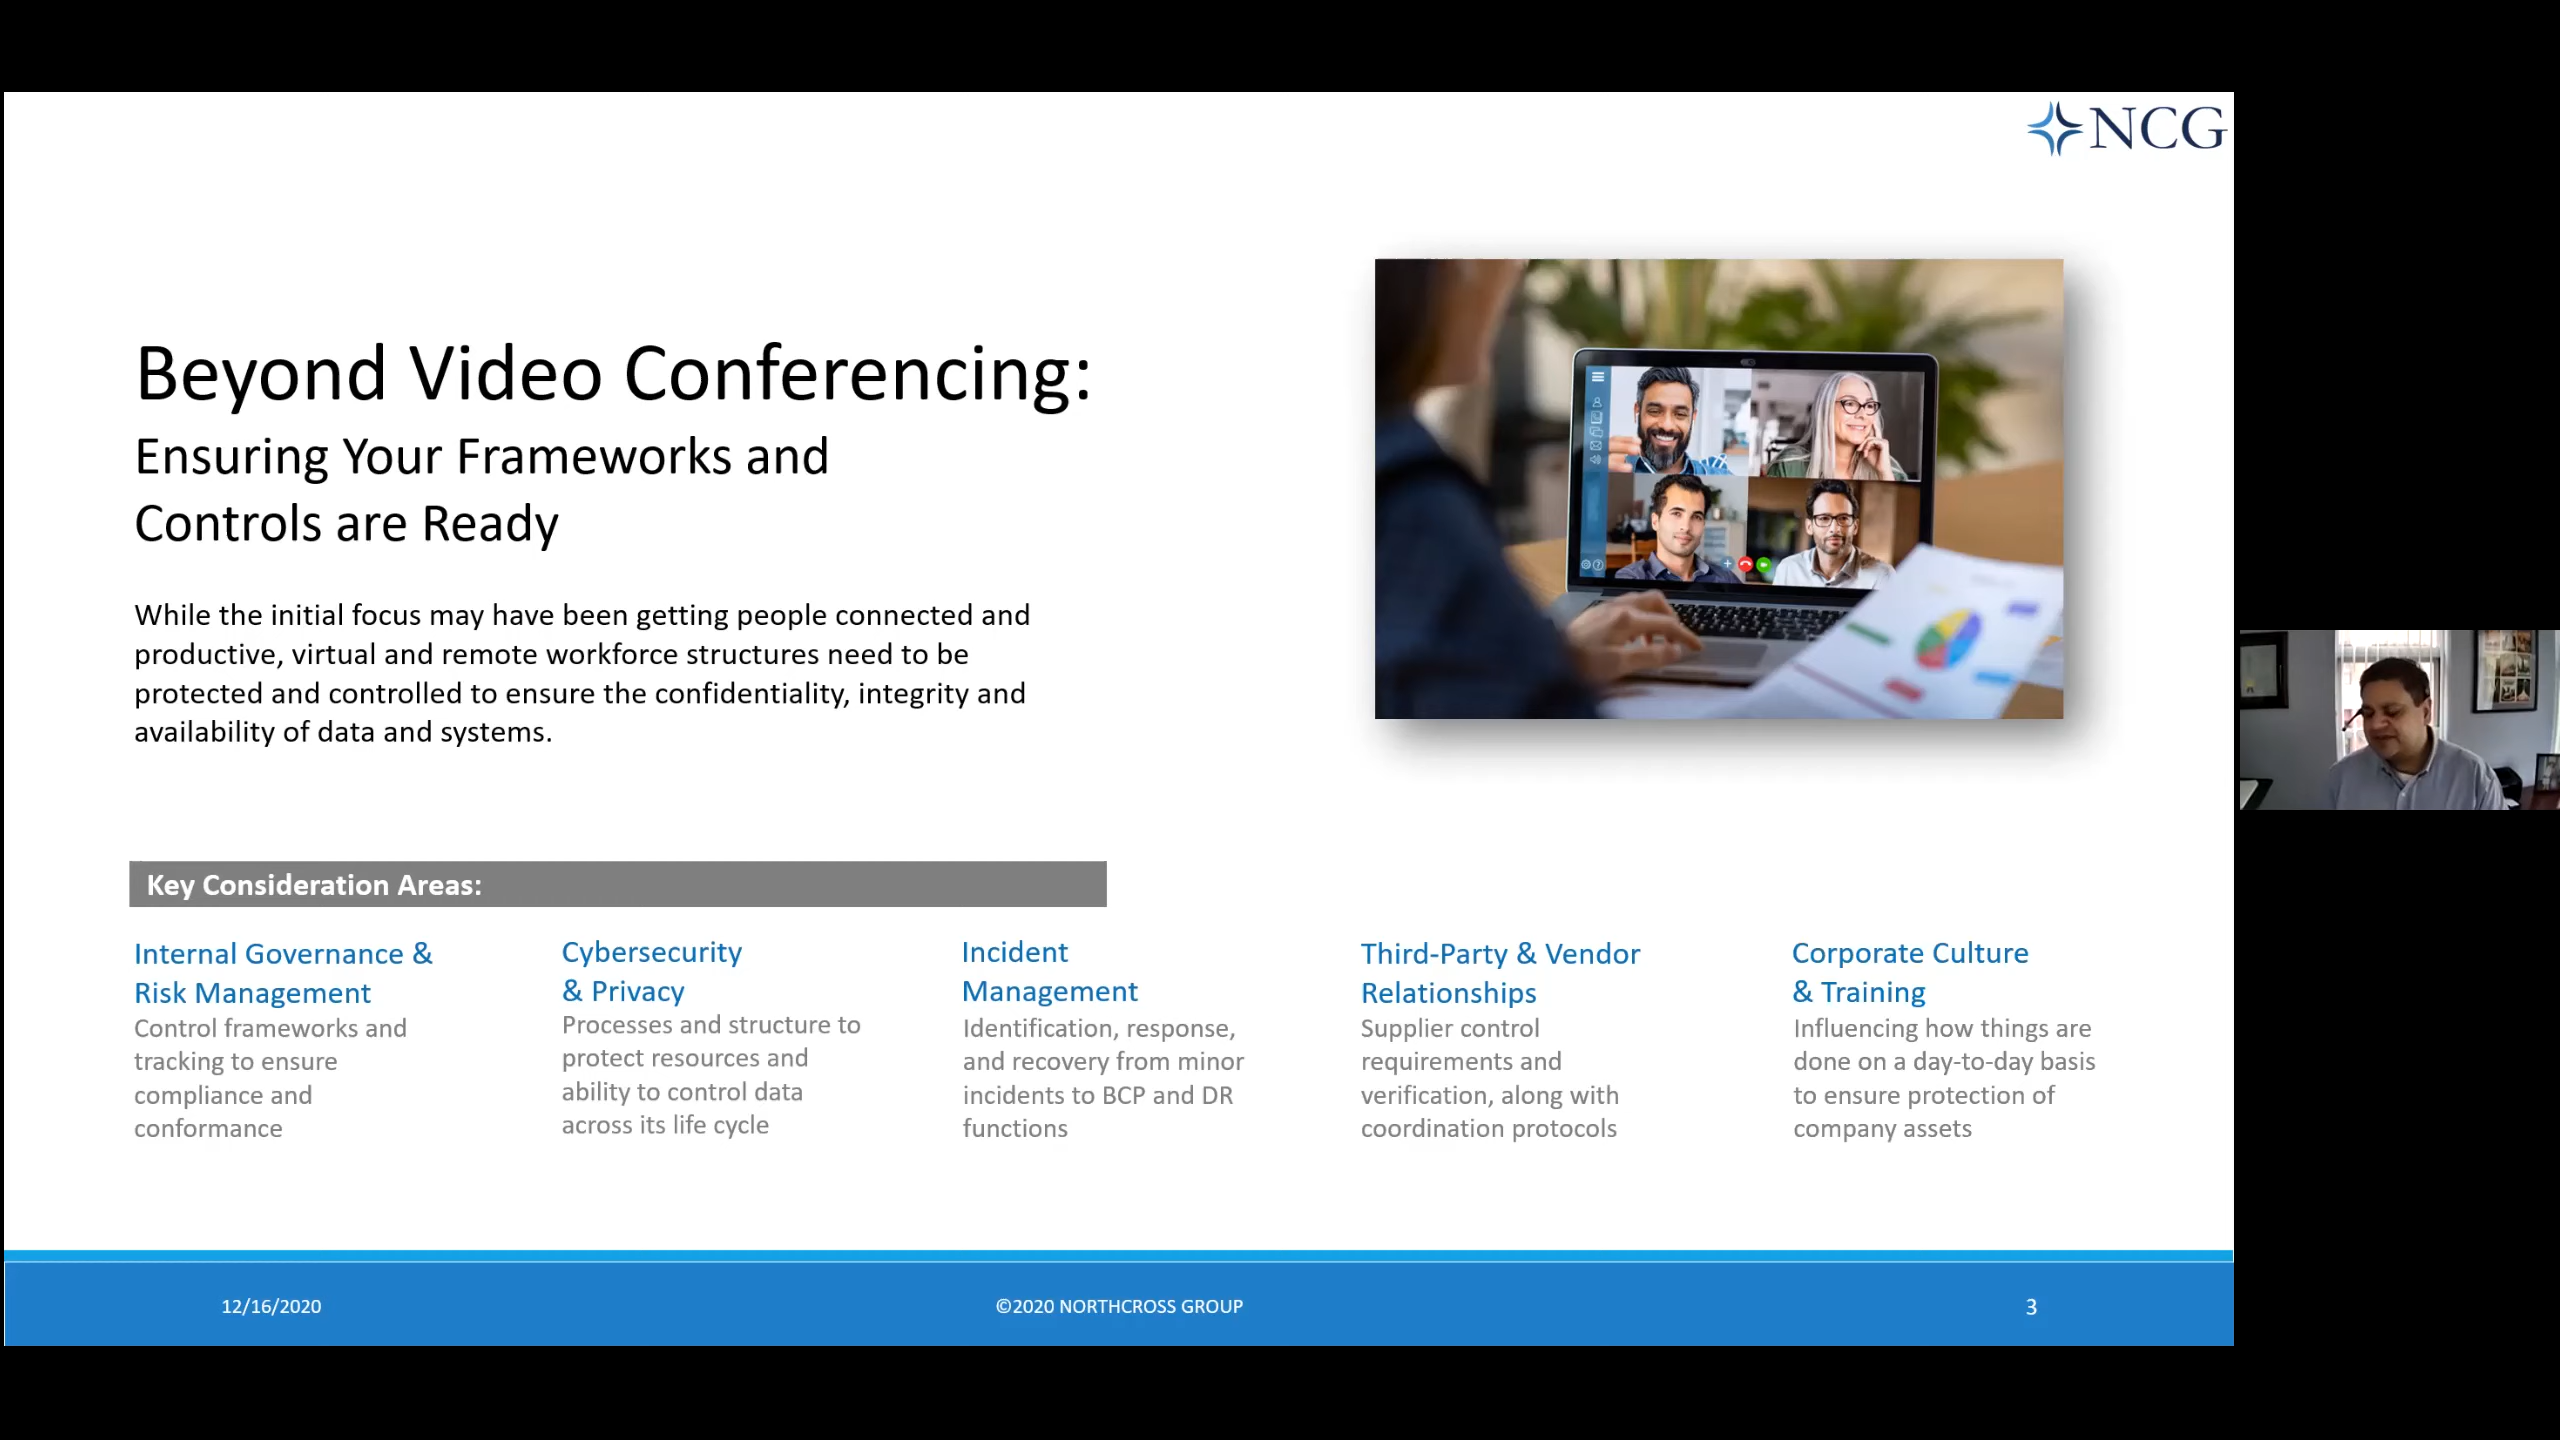 NCG
Beyond Video Conferencing:
Ensuring Your Frameworks and
Controls are Ready
While the initial focus may have been getting people connected and
productive, virtual and remote workforce structures need to be
protected and controlled to ensure the confidentiality, integrity and
availability of data and systems.
Key Consideration Areas:
Internal Governance &
Risk Management
Control frameworks and
tracking to ensure
compliance and
conformance
Cybersecurity
& Privacy
Processes and structure to
protect resources and
ability to control data
across its life cycle
Incident
Management
Identification, response,
and recovery from minor
incidents to BCP and DR
functions
Third-Party & Vendor
Relationships
Supplier control
requirements and
verification, along with
coordination protocols
Corporate Culture
& Training
Influencing how things are
done on a day-to-day basis
to ensure protection of
company assets
12/16/2020
©2020 NORTHCROSS GROUP
3